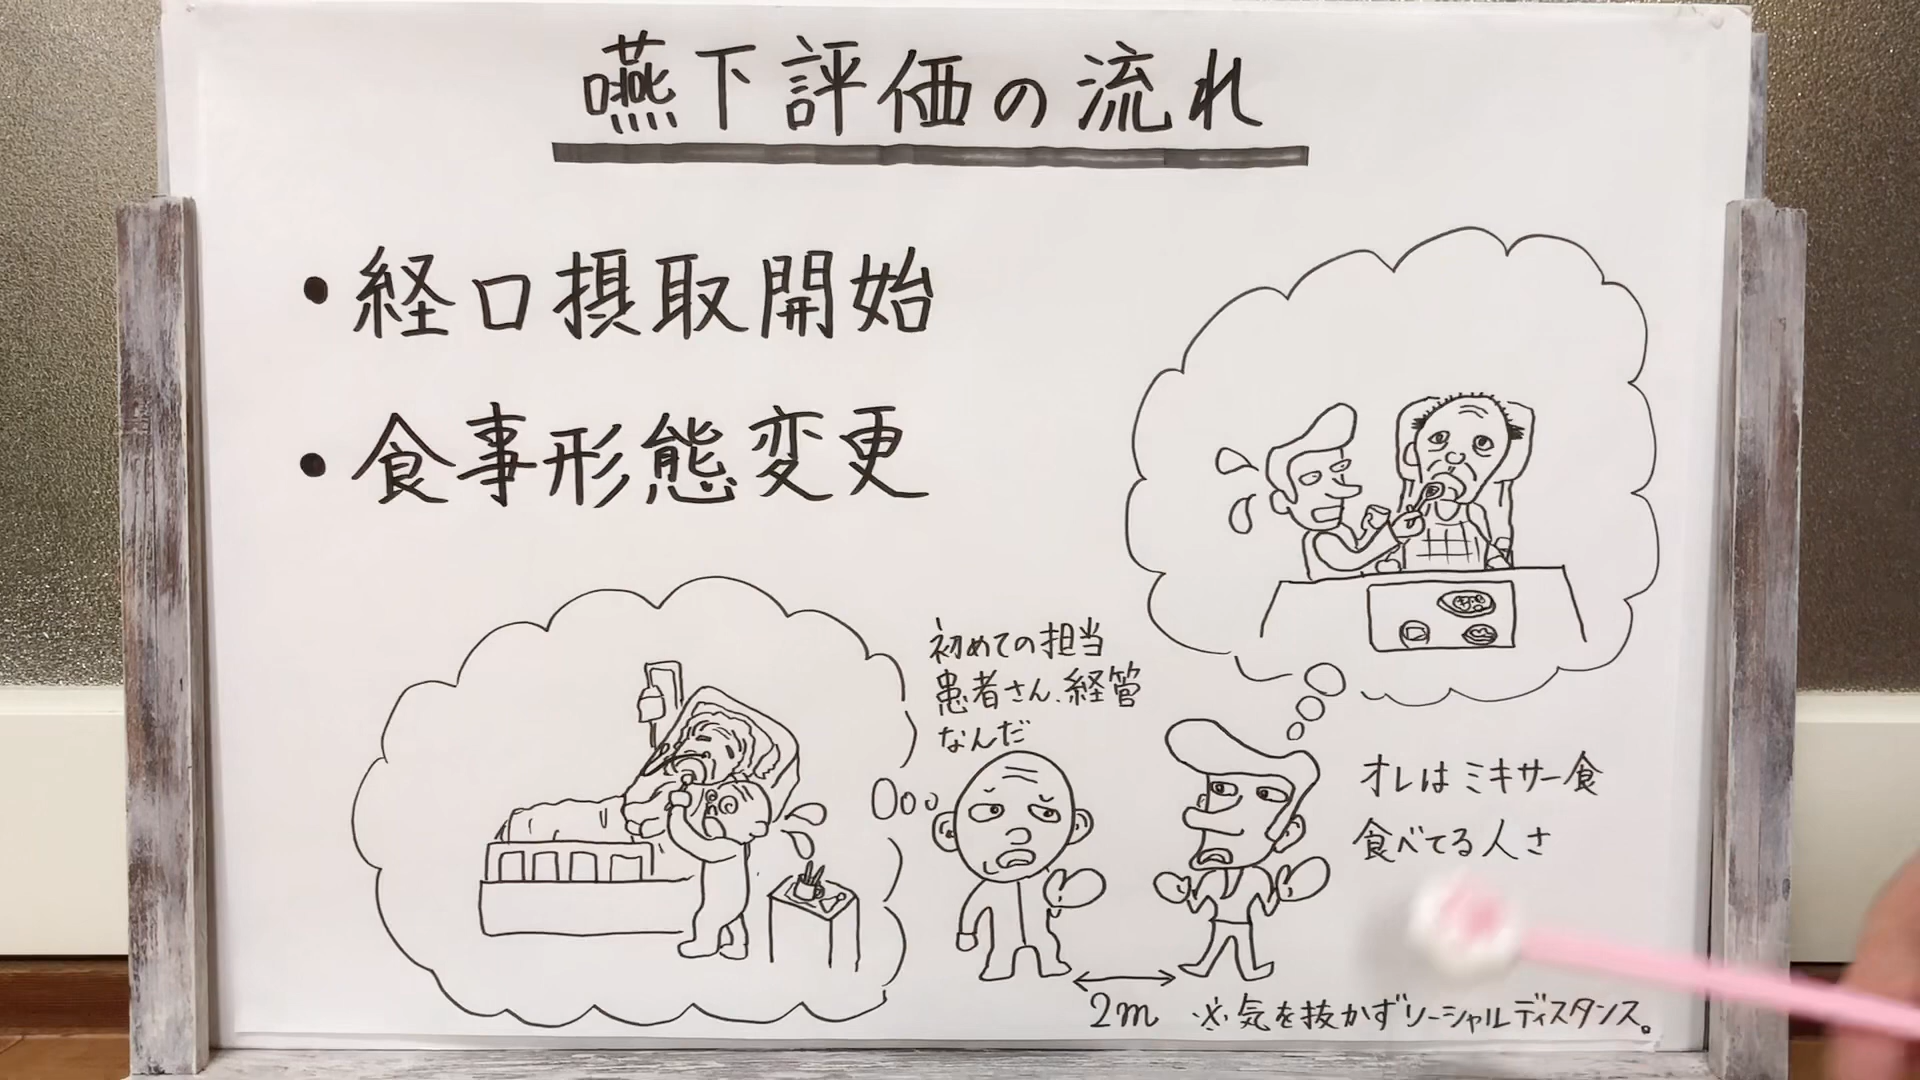 嚥下評価の流れ
・経口摂取開始
・食事形態変更
初めての担当
患者さん、経管
なんだ
オレはミキサー食
食べてる人さ
2m ※気を抜かずソーシャルディスタンス。